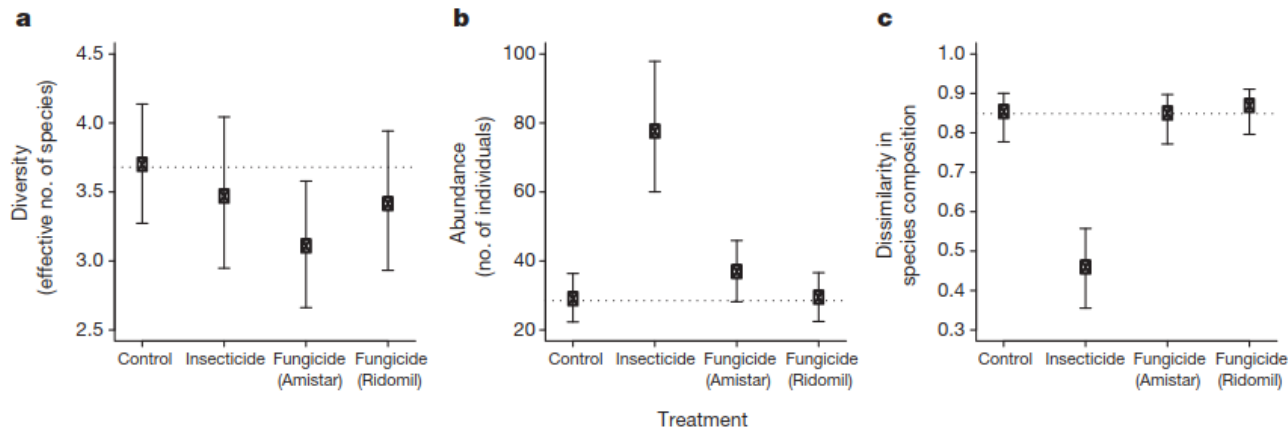 a
b
c
Diversity
(effective no. of species)
4.5
4.0
3.5
3.0
2.5
Control
Insecticide
Fungicide
(Amistar)
Fungicide
(Ridomil)
Abundance
(no. of individuals)
100
80
60
40
20
Control
Insecticide
Fungicide
(Amistar)
Fungicide
(Ridomil)
Dissimilarity in
species composition
1.0
0.9
0.8
0.7
0.6
0.5
0.4
0.3
Control
Insecticide
Fungicide
(Amistar)
Fungicide
(Ridomil)
Treatment